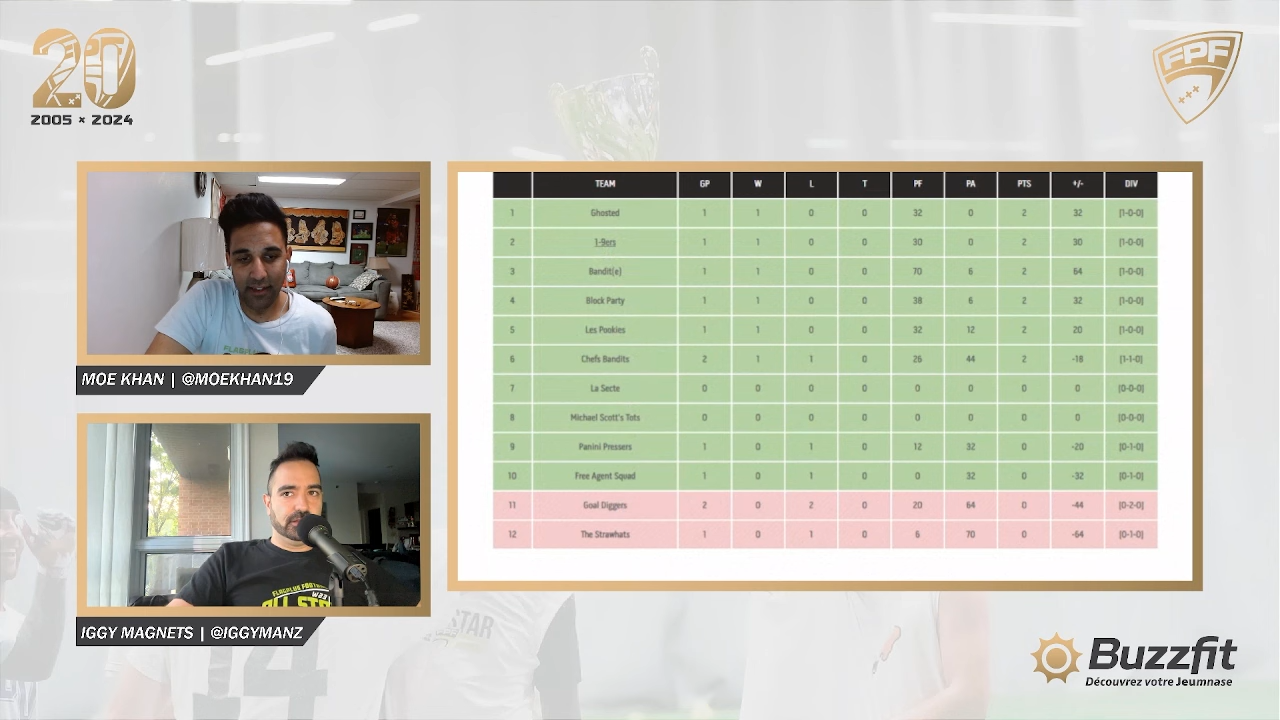 20
2005 × 2024
FPF
MOE KHAN | @MOEKHAN19
IGGY MAGNETS | @IGGYMANZ
TEAM GP W L T PF PA PTS +/- DIV
1 Ghosted 1 1 0 0 32 0 2 32 [1-0-0]
2 1-9ers 1 1 0 0 30 0 2 30 [1-0-0]
3 Bandit(e) 1 1 0 0 70 6 2 64 [1-0-0]
4 Block Party 1 1 0 0 38 6 2 32 [1-0-0]
5 Les Pookies 1 1 0 0 32 12 2 20 [1-0-0]
6 Chefs Bandits 2 1 1 0 26 44 2 -18 [1-1-0]
7 La Secte 0 0 0 0 0 0 0 0 [0-0-0]
8 Michael Scott's Tots 0 0 0 0 0 0 0 0 [0-0-0]
9 Panini Pressers 1 0 1 0 12 32 0 -20 [0-1-0]
10 Free Agent Squad 1 0 1 0 0 32 0 -32 [0-1-0]
11 Goal Diggers 2 0 2 0 20 64 0 -44 [0-2-0]
12 The Strawhats 1 0 1 0 6 70 0 -64 [0-1-0]
STAR
14
Buzzfit
Découvrez votre Jeumnase